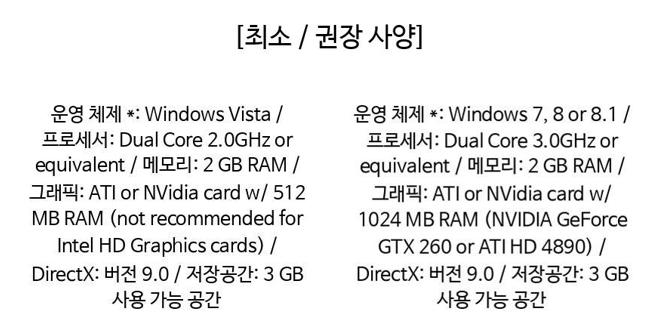 [최소 / 권장 사양]
운영 체제 *: Windows Vista /
프로세서: Dual Core 2.0GHz or
equivalent / 메모리: 2 GB RAM /
그래픽: ATI or NVidia card w/ 512
MB RAM (not recommended for
Intel HD Graphics cards) /
DirectX: 버전 9.0 / 저장공간: 3 GB
사용 가능 공간
운영 체제 *: Windows 7, 8 or 8.1 /
프로세서: Dual Core 3.0GHz or
equivalent / 메모리: 2 GB RAM /
그래픽: ATI or NVidia card w/
1024 MB RAM (NVIDIA GeForce
GTX 260 or ATI HD 4890) /
DirectX: 버전 9.0 / 저장공간: 3 GB
사용 가능 공간